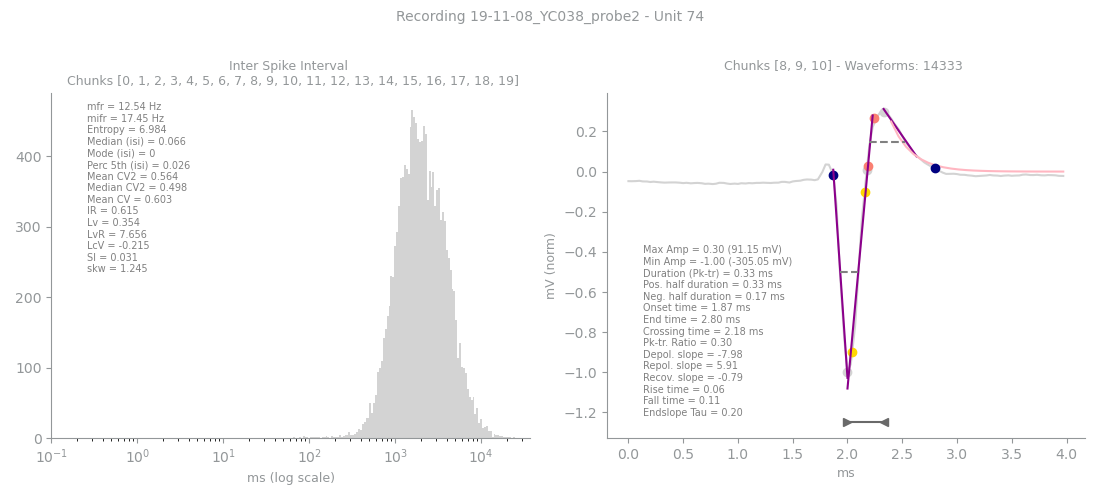 Recording 19-11-08_YC038_probe2 - Unit 74
Inter Spike Interval
Chunks [0, 1, 2, 3, 4, 5, 6, 7, 8, 9, 10, 11, 12, 13, 14, 15, 16, 17, 18, 19]
mfr = 12.54 Hz
mifr = 17.45 Hz
Entropy = 6.984
Median (isi) = 0.066
Mode (isi) = 0
Perc 5th (isi) = 0.026
Mean CV2 = 0.564
Median CV2 = 0.498
Mean CV = 0.603
IR = 0.615
Lv = 0.354
LvR = 7.656
LcV = -0.215
SI = 0.031
skw = 1.245
400
300
200
100
0
10⁻¹ 10⁰ 10¹ 10² 10³ 10⁴
ms (log scale)
Chunks [8, 9, 10] - Waveforms: 14333
mV (norm)
0.2
0.0
−0.2
−0.4
−0.6
−0.8
−1.0
−1.2
Max Amp = 0.30 (91.15 mV)
Min Amp = -1.00 (-305.05 mV)
Duration (Pk-tr) = 0.33 ms
Pos. half duration = 0.33 ms
Neg. half duration = 0.17 ms
Onset time = 1.87 ms
End time = 2.80 ms
Crossing time = 2.18 ms
Pk-tr. Ratio = 0.30
Depol. slope = -7.98
Repol. slope = 5.91
Recov. slope = -0.79
Rise time = 0.06
Fall time = 0.11
Endslope Tau = 0.20
0.0 0.5 1.0 1.5 2.0 2.5 3.0 3.5 4.0
ms